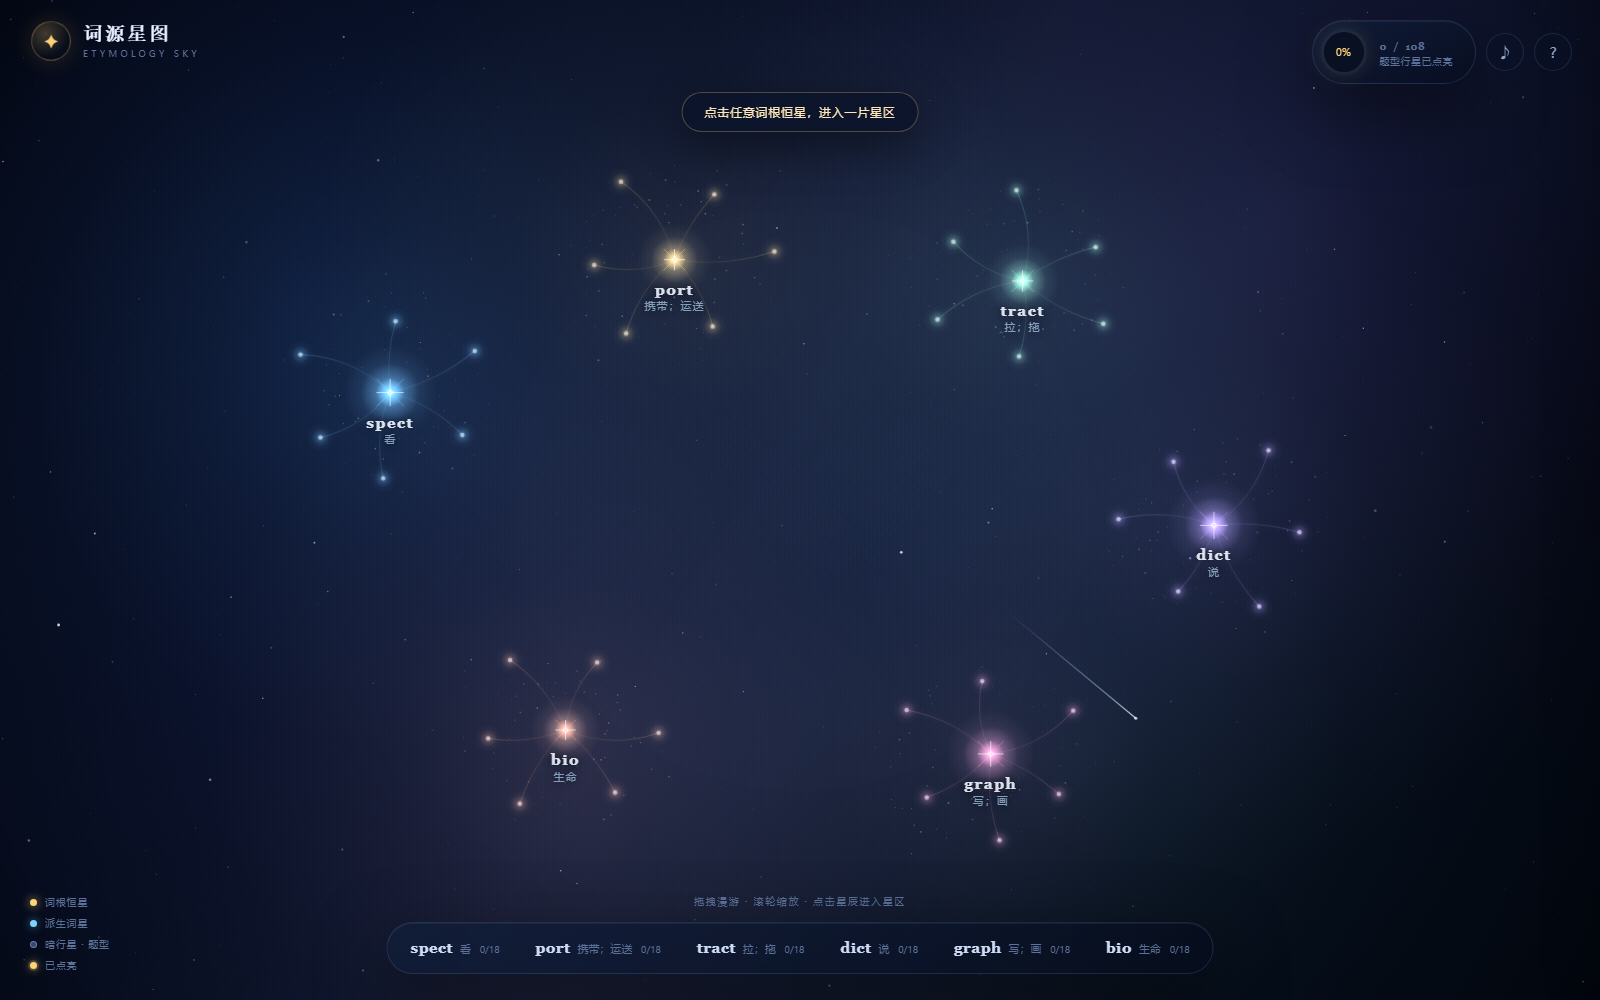 词源星图
ETYMOLOGY SKY
0%
0 / 108
题型行星已点亮
?
点击任意词根恒星，进入一片星区
port
携带；运送
tract
拉；拖
spect
看
dict
说
bio
生命
graph
写；画
词根恒星
派生词星
暗行星 · 题型
已点亮
拖拽漫游 · 滚轮缩放 · 点击星辰进入星区
spect 看 0/18 port 携带；运送 0/18 tract 拉；拖 0/18 dict 说 0/18 graph 写；画 0/18 bio 生命 0/18